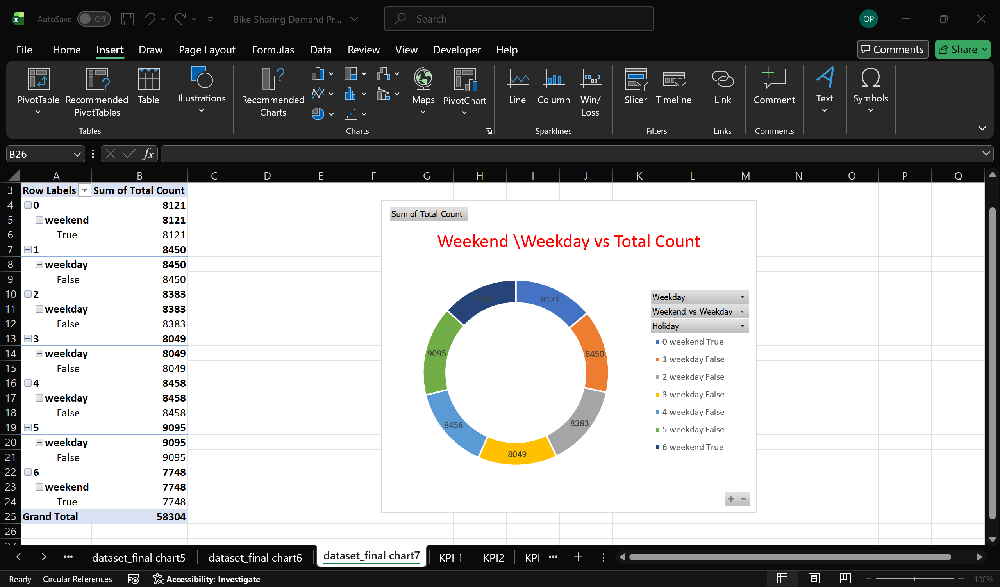 AutoSave Off Bike Sharing Demand Pr... Search OP
File Home Insert Draw Page Layout Formulas Data Review View Developer Help Comments Share
PivotTable Recommended PivotTables Table Illustrations Recommended Charts Maps PivotChart Line Column Win/ Loss Slicer Timeline Link Comment Text Symbols
Tables Charts Sparklines Filters Links Comments
B26 fx
A B C D E F G H I J K L M N O P Q
3 Row Labels Sum of Total Count
4 0 8121
5 weekend 8121
6 True 8121
7 1 8450
8 weekday 8450
9 False 8450
10 2 8383
11 weekday 8383
12 False 8383
13 3 8049
14 weekday 8049
15 False 8049
16 4 8458
17 weekday 8458
18 False 8458
19 5 9095
20 weekday 9095
21 False 9095
22 6 7748
23 weekend 7748
24 True 7748
25 Grand Total 58304
26
Sum of Total Count
Weekend \Weekday vs Total Count
7748 8121
9095 8450
8458 8383
8049
Weekday
Weekend vs Weekday
Holiday
0 weekend True
1 weekday False
2 weekday False
3 weekday False
4 weekday False
5 weekday False
6 weekend True
dataset_final chart5 dataset_final chart6 dataset_final chart7 KPI 1 KPI2 KPI
Ready Circular References Accessibility: Investigate 100%